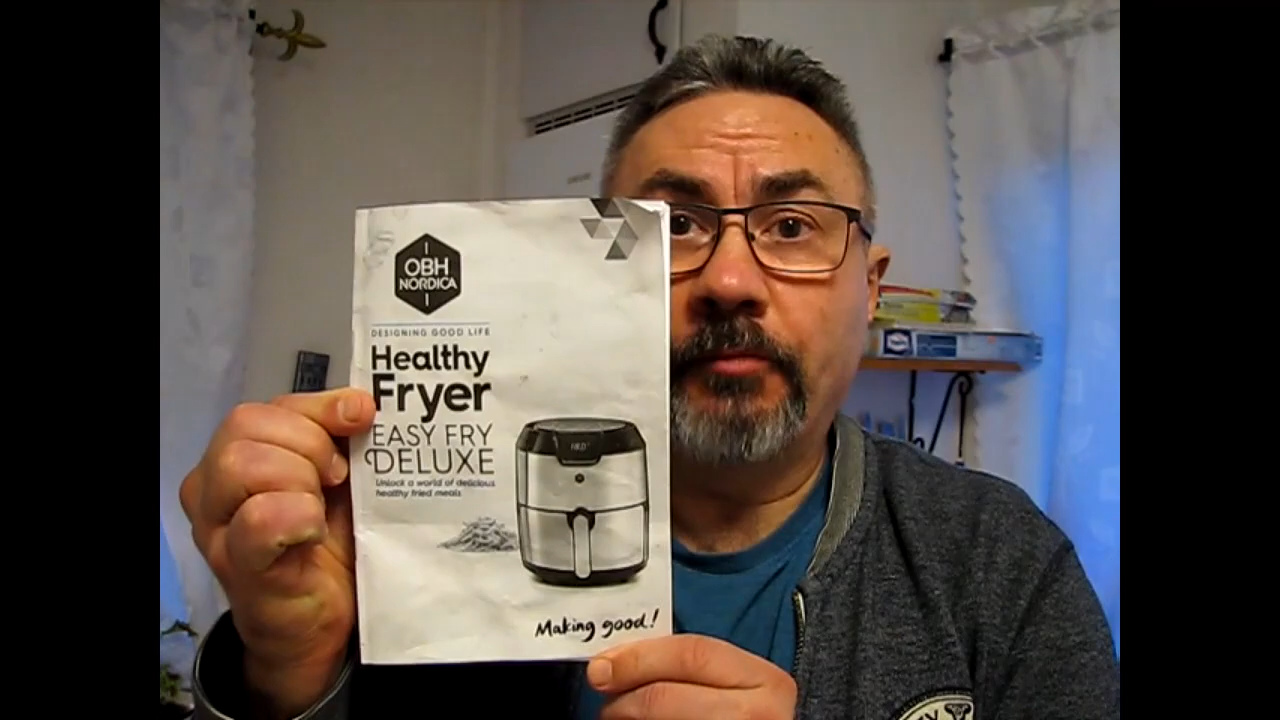 OBH
NORDICA
DESIGNING GOOD LIFE
Healthy
Fryer
EASY FRY
DELUXE
Unlock a world of delicious
healthy fried meals
Making good!